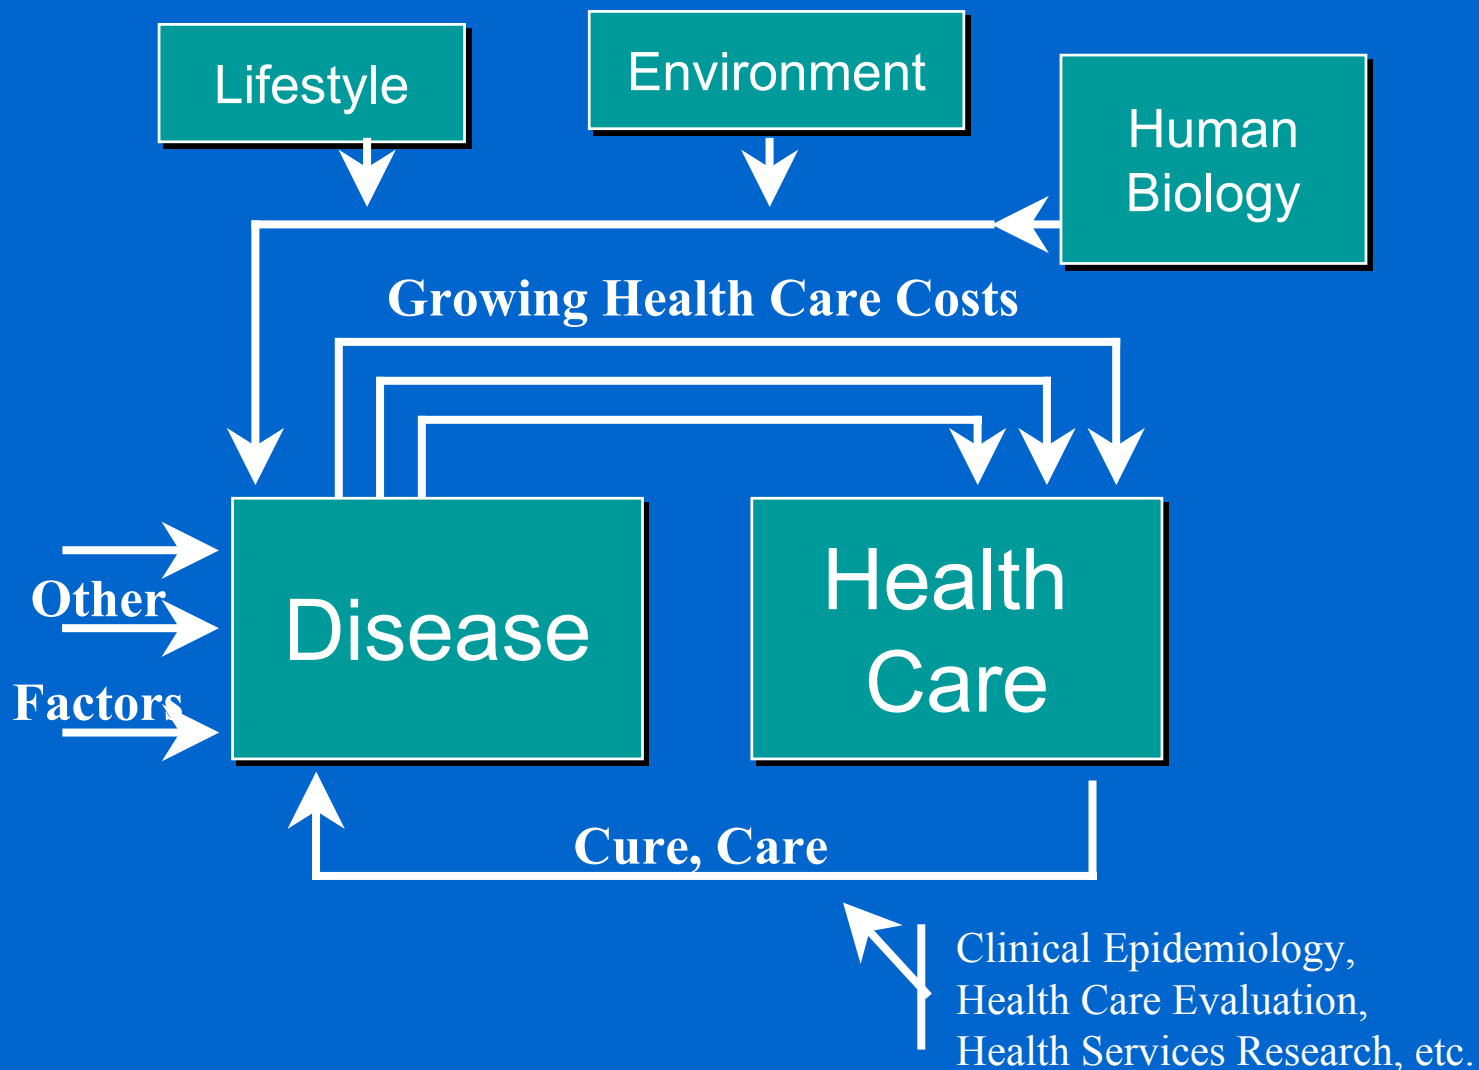 Lifestyle
Environment
Human
Biology
Growing Health Care Costs
Other
Factors
Disease
Health
Care
Cure, Care
Clinical Epidemiology,
Health Care Evaluation,
Health Services Research, etc.